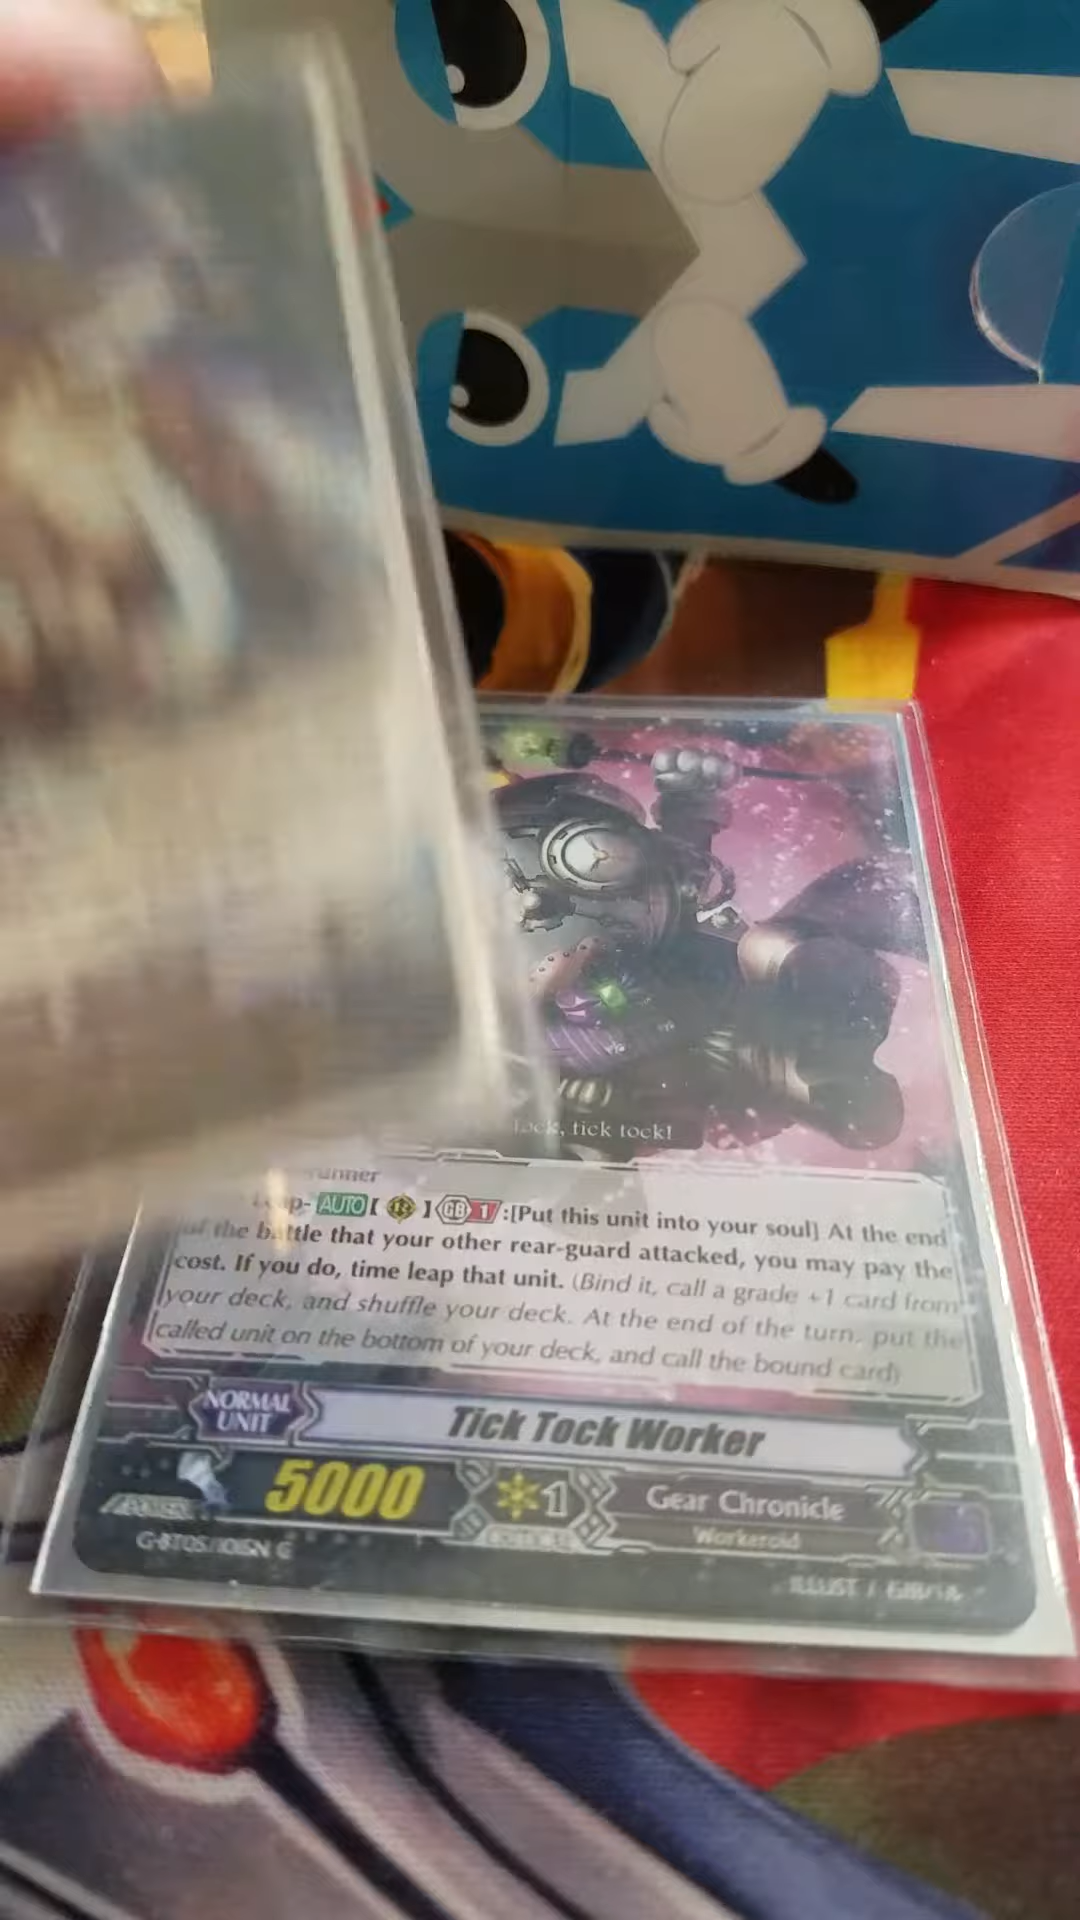 tock, tick tock!
runner
Leap- AUTO【 R 】GB 1 :[Put this unit into your soul] At the end
of the battle that your other rear-guard attacked, you may pay the
cost. If you do, time leap that unit. (Bind it, call a grade +1 card from
your deck, and shuffle your deck. At the end of the turn, put the
called unit on the bottom of your deck, and call the bound card)
NORMAL
UNIT
Tick Tock Worker
POWER
5000
1
Gear Chronicle
Workeroid
ILLUST /